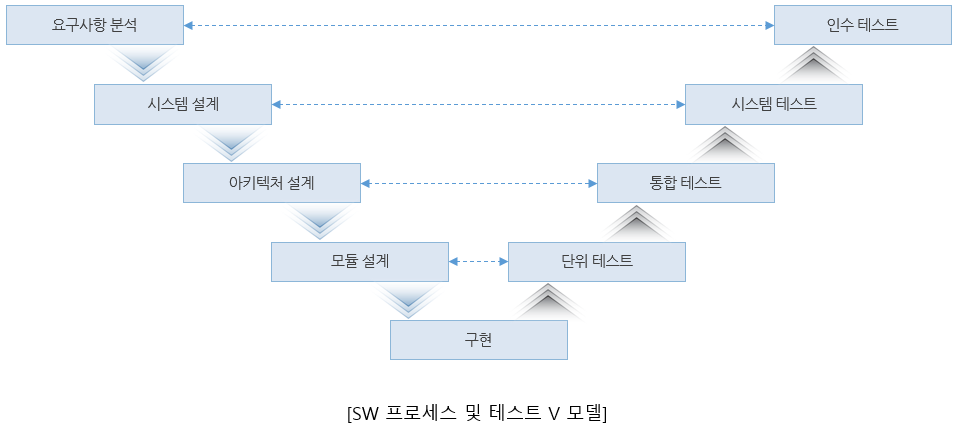 요구사항 분석
인수 테스트
시스템 설계
시스템 테스트
아키텍처 설계
통합 테스트
모듈 설계
단위 테스트
구현
[SW 프로세스 및 테스트 V 모델]